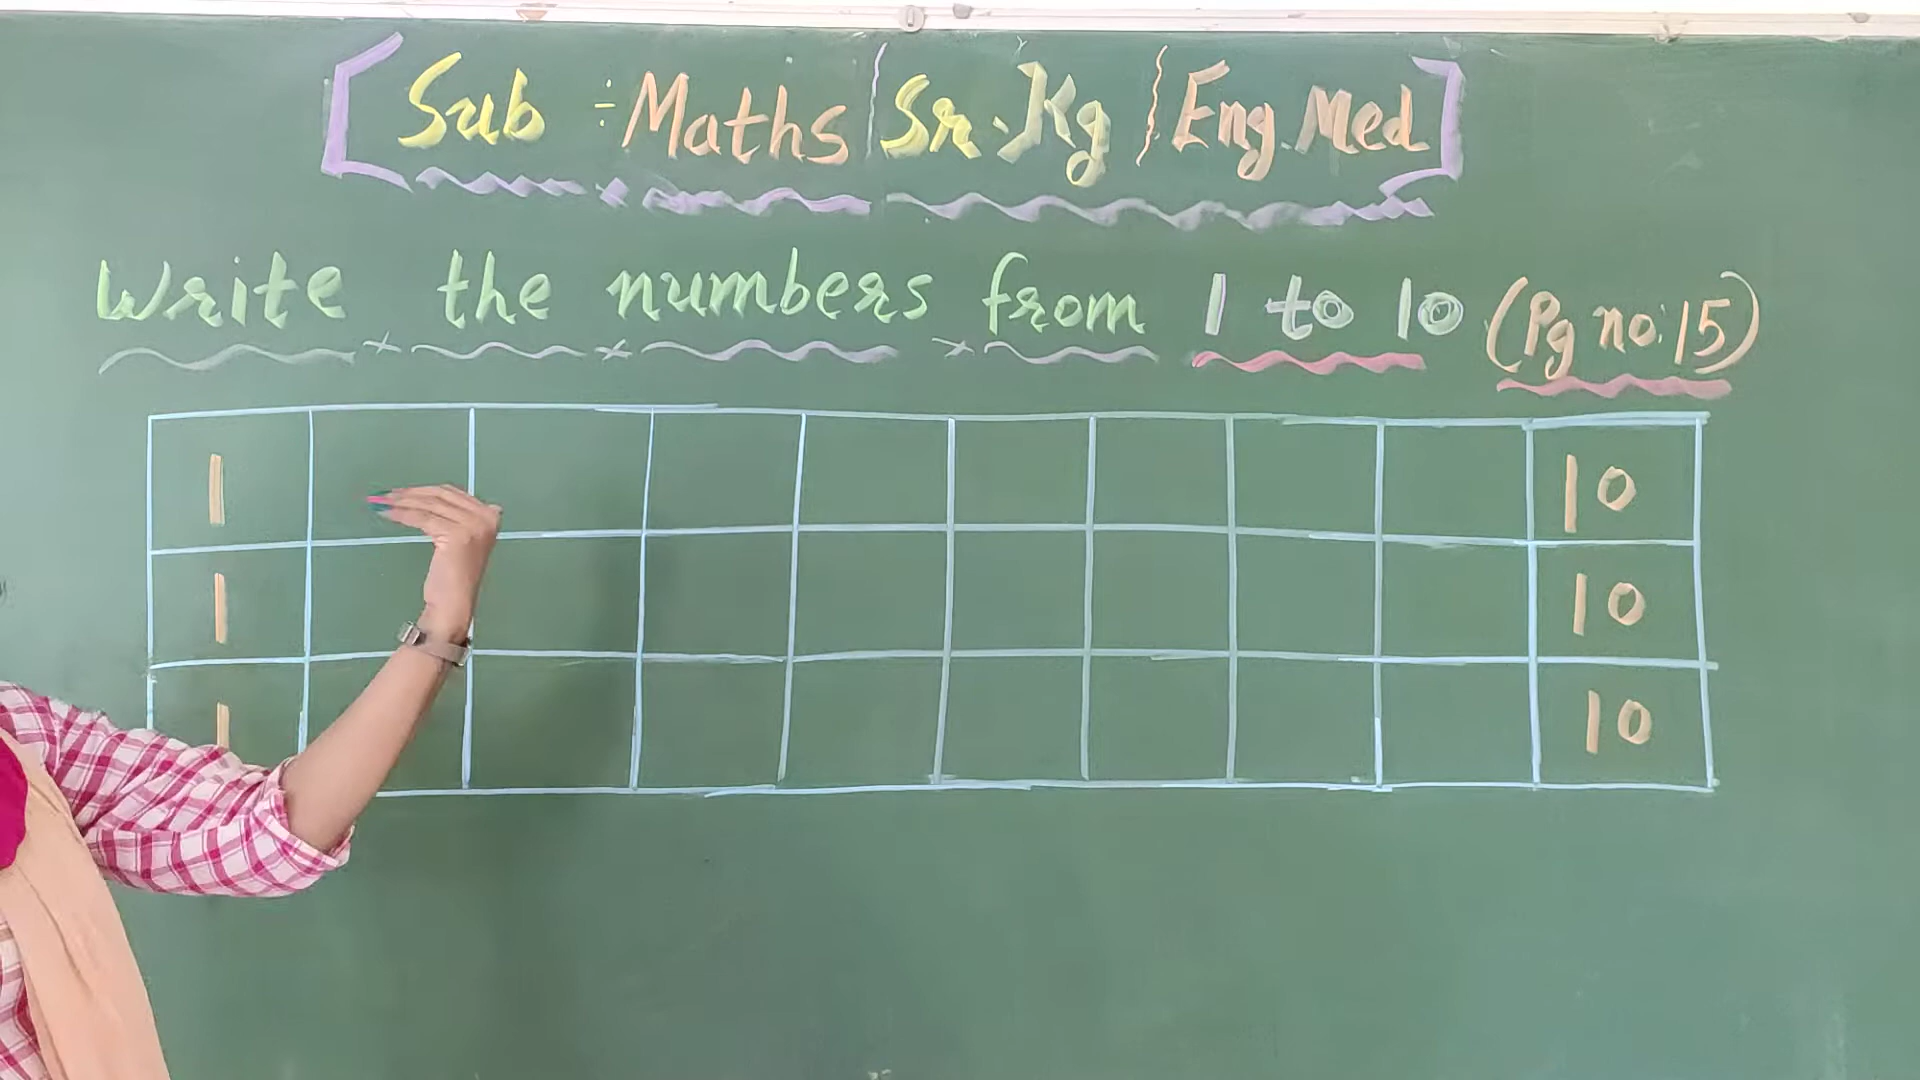 Sub :- Maths | Sr. Kg | Eng. Med
Write the numbers from 1 to 10 (Pg no: 15)
1 10
1 10
1 10